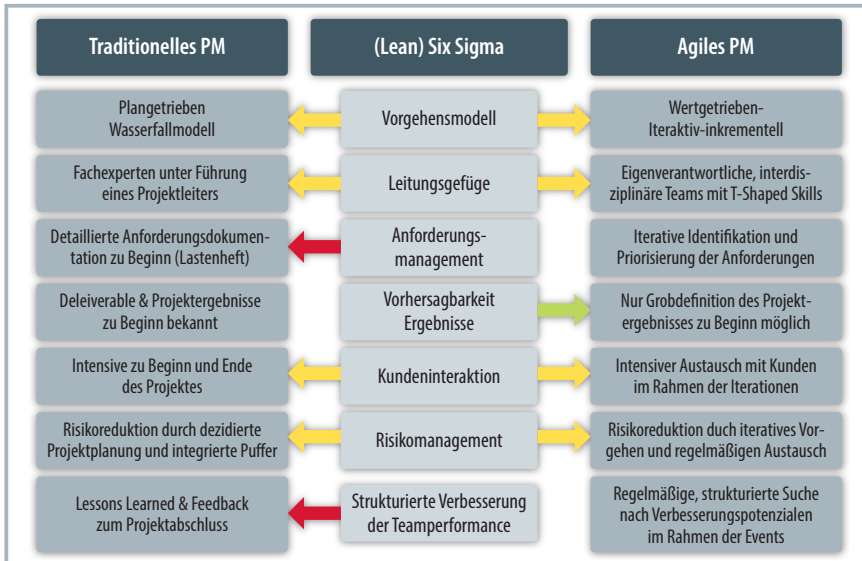 Traditionelles PM
(Lean) Six Sigma
Agiles PM
Plangetrieben
Wasserfallmodell
Vorgehensmodell
Wertgetrieben-
Iteraktiv-inkrementell
Fachexperten unter Führung
eines Projektleiters
Leitungsgefüge
Eigenverantwortliche, interdis-
ziplinäre Teams mit T-Shaped Skills
Detaillierte Anforderungsdokumen-
tation zu Beginn (Lastenheft)
Anforderungs-
management
Iterative Identifikation und
Priorisierung der Anforderungen
Deleiverable & Projektergebnisse
zu Beginn bekannt
Vorhersagbarkeit
Ergebnisse
Nur Grobdefinition des Projekt-
ergebnisses zu Beginn möglich
Intensive zu Beginn und Ende
des Projektes
Kundeninteraktion
Intensiver Austausch mit Kunden
im Rahmen der Iterationen
Risikoreduktion durch dezidierte
Projektplanung und integrierte Puffer
Risikomanagement
Risikoreduktion duch iteratives Vor-
gehen und regelmäßigen Austausch
Lessons Learned & Feedback
zum Projektabschluss
Strukturierte Verbesserung
der Teamperformance
Regelmäßige, strukturierte Suche
nach Verbesserungspotenzialen
im Rahmen der Events